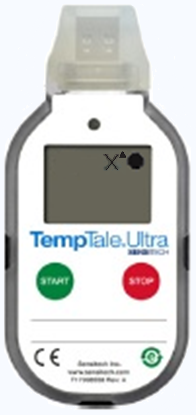 X
TempTale® Ultra
SENSITECH
START
STOP
CE
Sensitech Inc.
www.sensitech.com